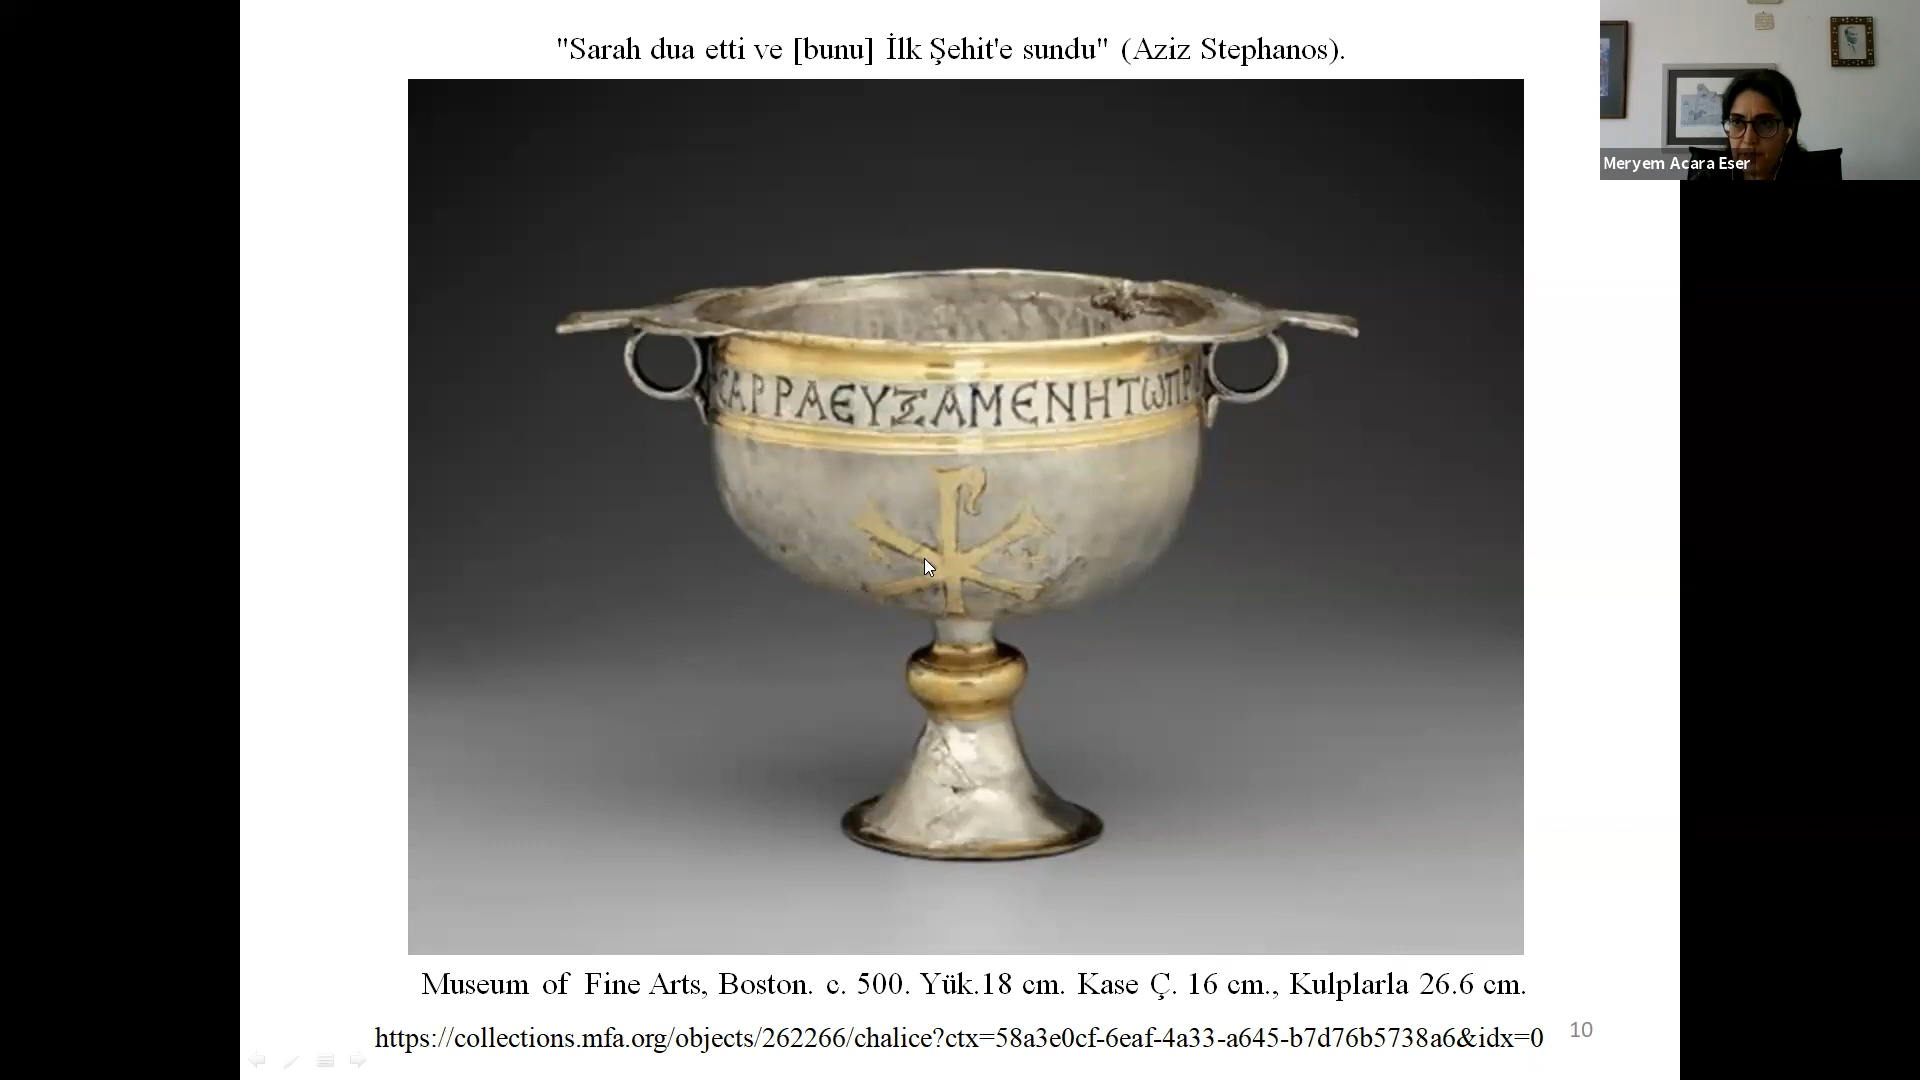 "Sarah dua etti ve [bunu] İlk Şehit'e sundu" (Aziz Stephanos).
Meryem Acara Eser
ϹΑΡΡΑΕΥΞΑΜΕΝΗΤωΠΡ
Museum of Fine Arts, Boston. c. 500. Yük.18 cm. Kase Ç. 16 cm., Kulplarla 26.6 cm.
https://collections.mfa.org/objects/262266/chalice?ctx=58a3e0cf-6eaf-4a33-a645-b7d76b5738a6&idx=0
10